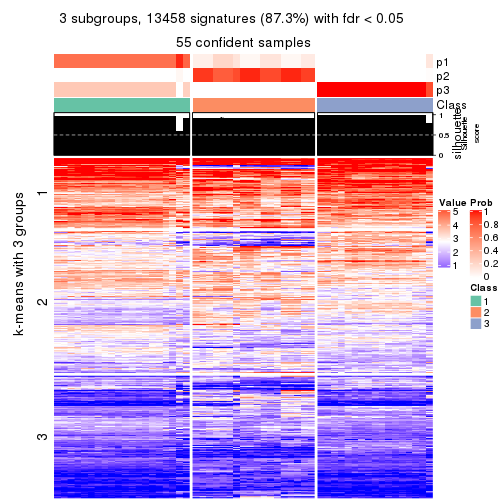 3 subgroups, 13458 signatures (87.3%) with fdr < 0.05
55 confident samples
p1
p2
p3
Class
1
0.5
0
silhouette
Silhouette
score
k-means with 3 groups
1
2
3
Value
5
4
3
2
1
Prob
1
0.8
0.6
0.4
0.2
0
Class
1
2
3